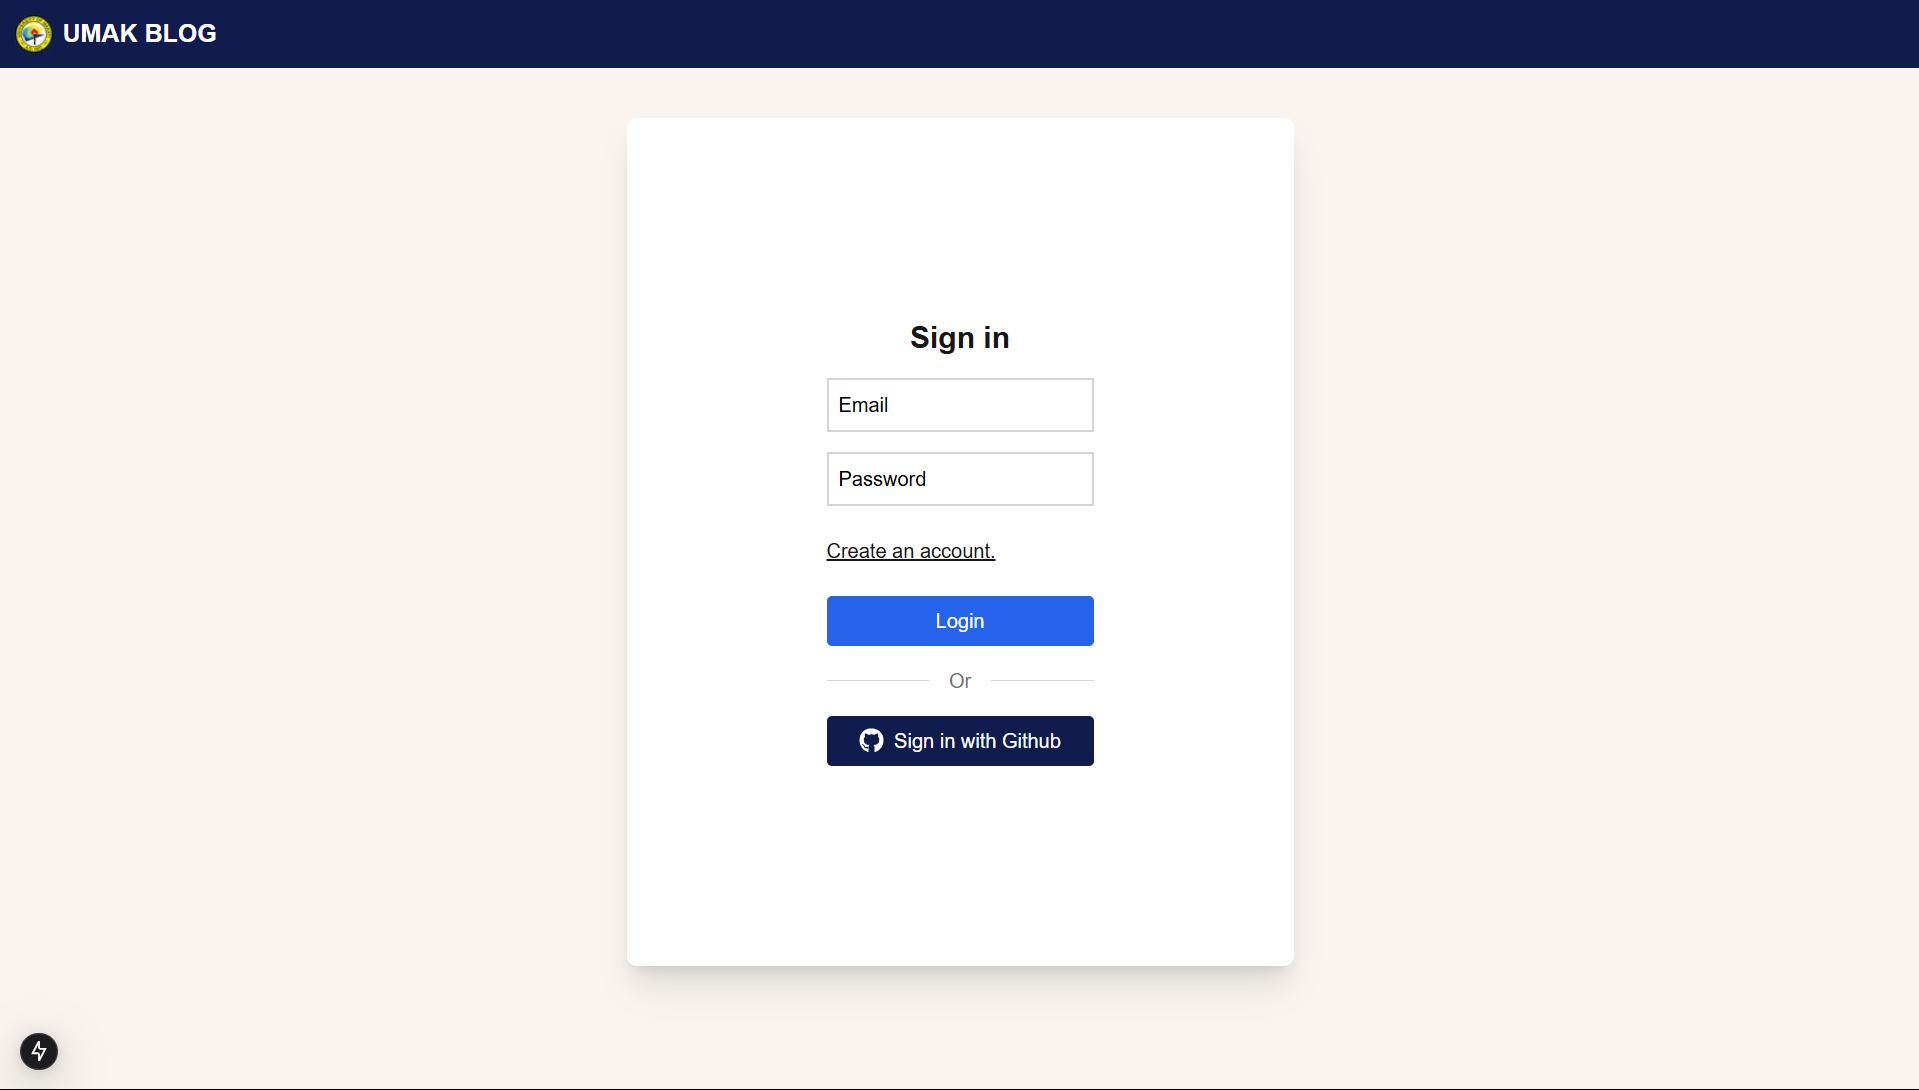 UMAK BLOG
Sign in
Email
Password
Create an account.
Login
Or
Sign in with Github